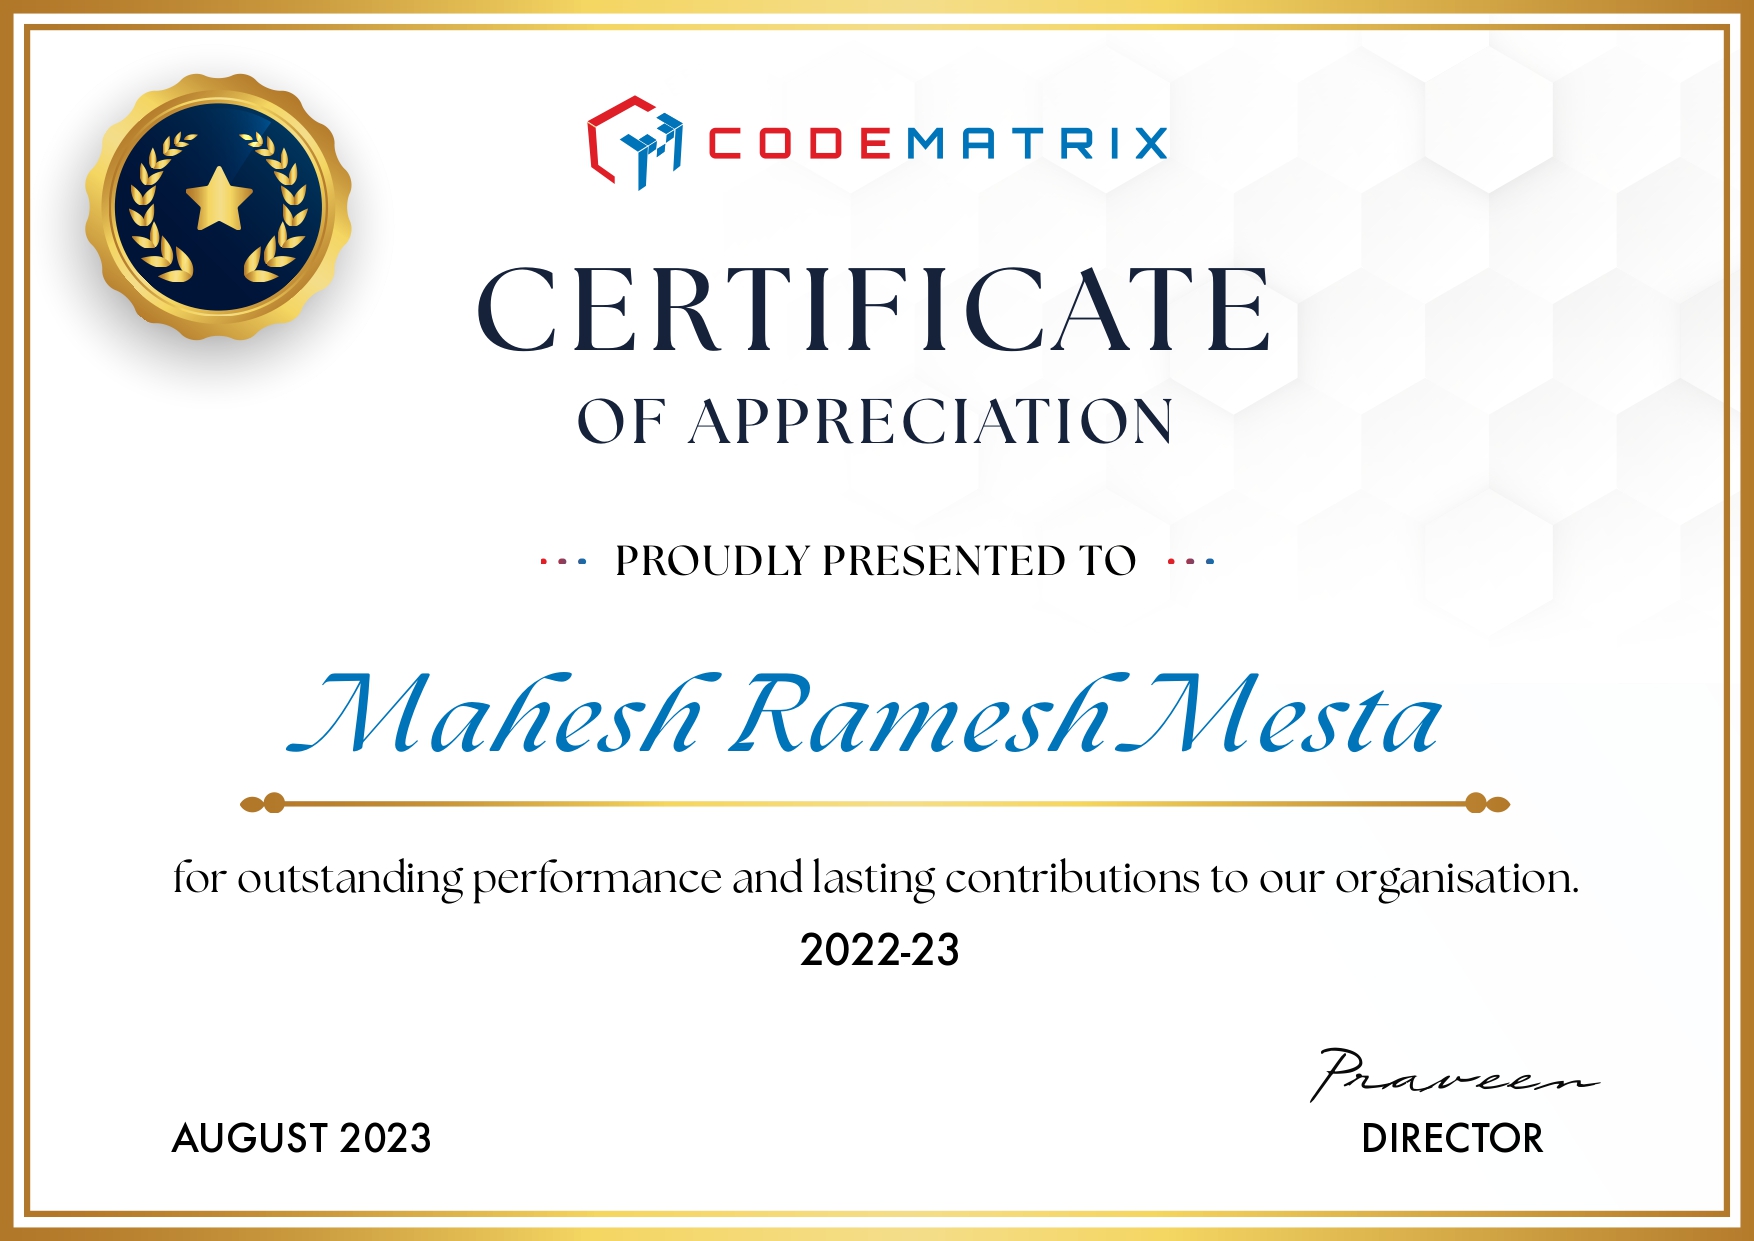 CODEMATRIX
CERTIFICATE
OF APPRECIATION
PROUDLY PRESENTED TO
Mahesh Ramesh Mesta
for outstanding performance and lasting contributions to our organisation.
2022-23
Praveen
AUGUST 2023
DIRECTOR